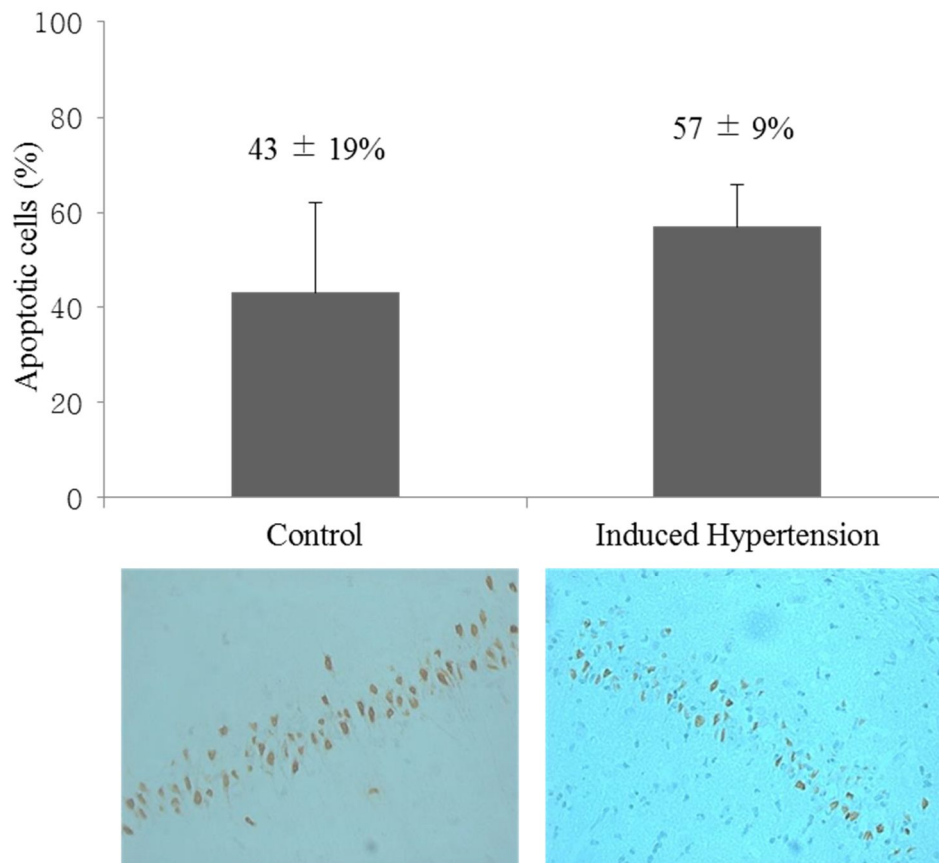 100
80
60
40
20
0
Apoptotic cells (%)
43 ± 19%
57 ± 9%
Control
Induced Hypertension